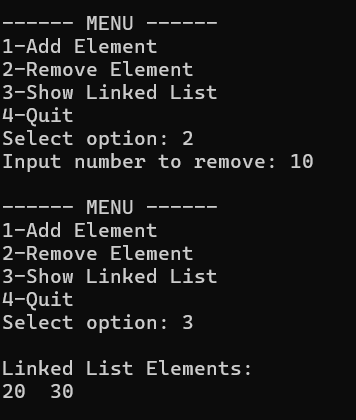 ------ MENU ------
1-Add Element
2-Remove Element
3-Show Linked List
4-Quit
Select option: 2
Input number to remove: 10

------ MENU ------
1-Add Element
2-Remove Element
3-Show Linked List
4-Quit
Select option: 3

Linked List Elements:
20  30